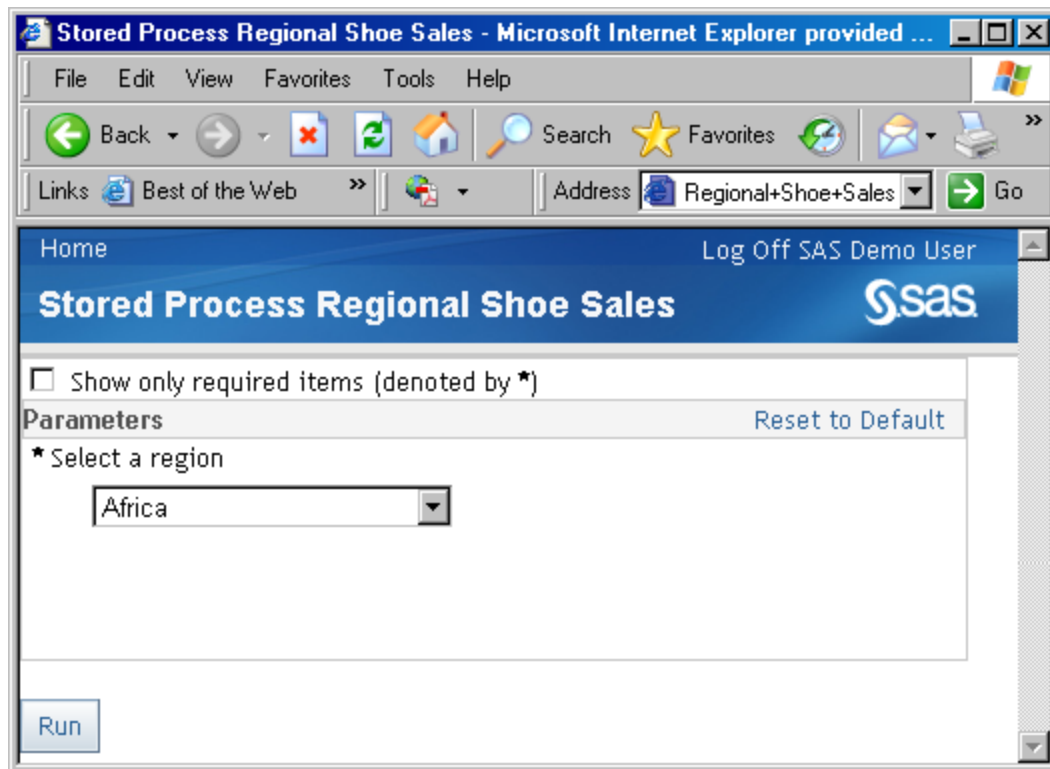 Stored Process Regional Shoe Sales - Microsoft Internet Explorer provided ...
File Edit View Favorites Tools Help
Back Search Favorites »
Links Best of the Web » Address Regional+Shoe+Sales Go
Home Log Off SAS Demo User
Stored Process Regional Shoe Sales sas
Show only required items (denoted by *)
Parameters Reset to Default
* Select a region
Africa
Run